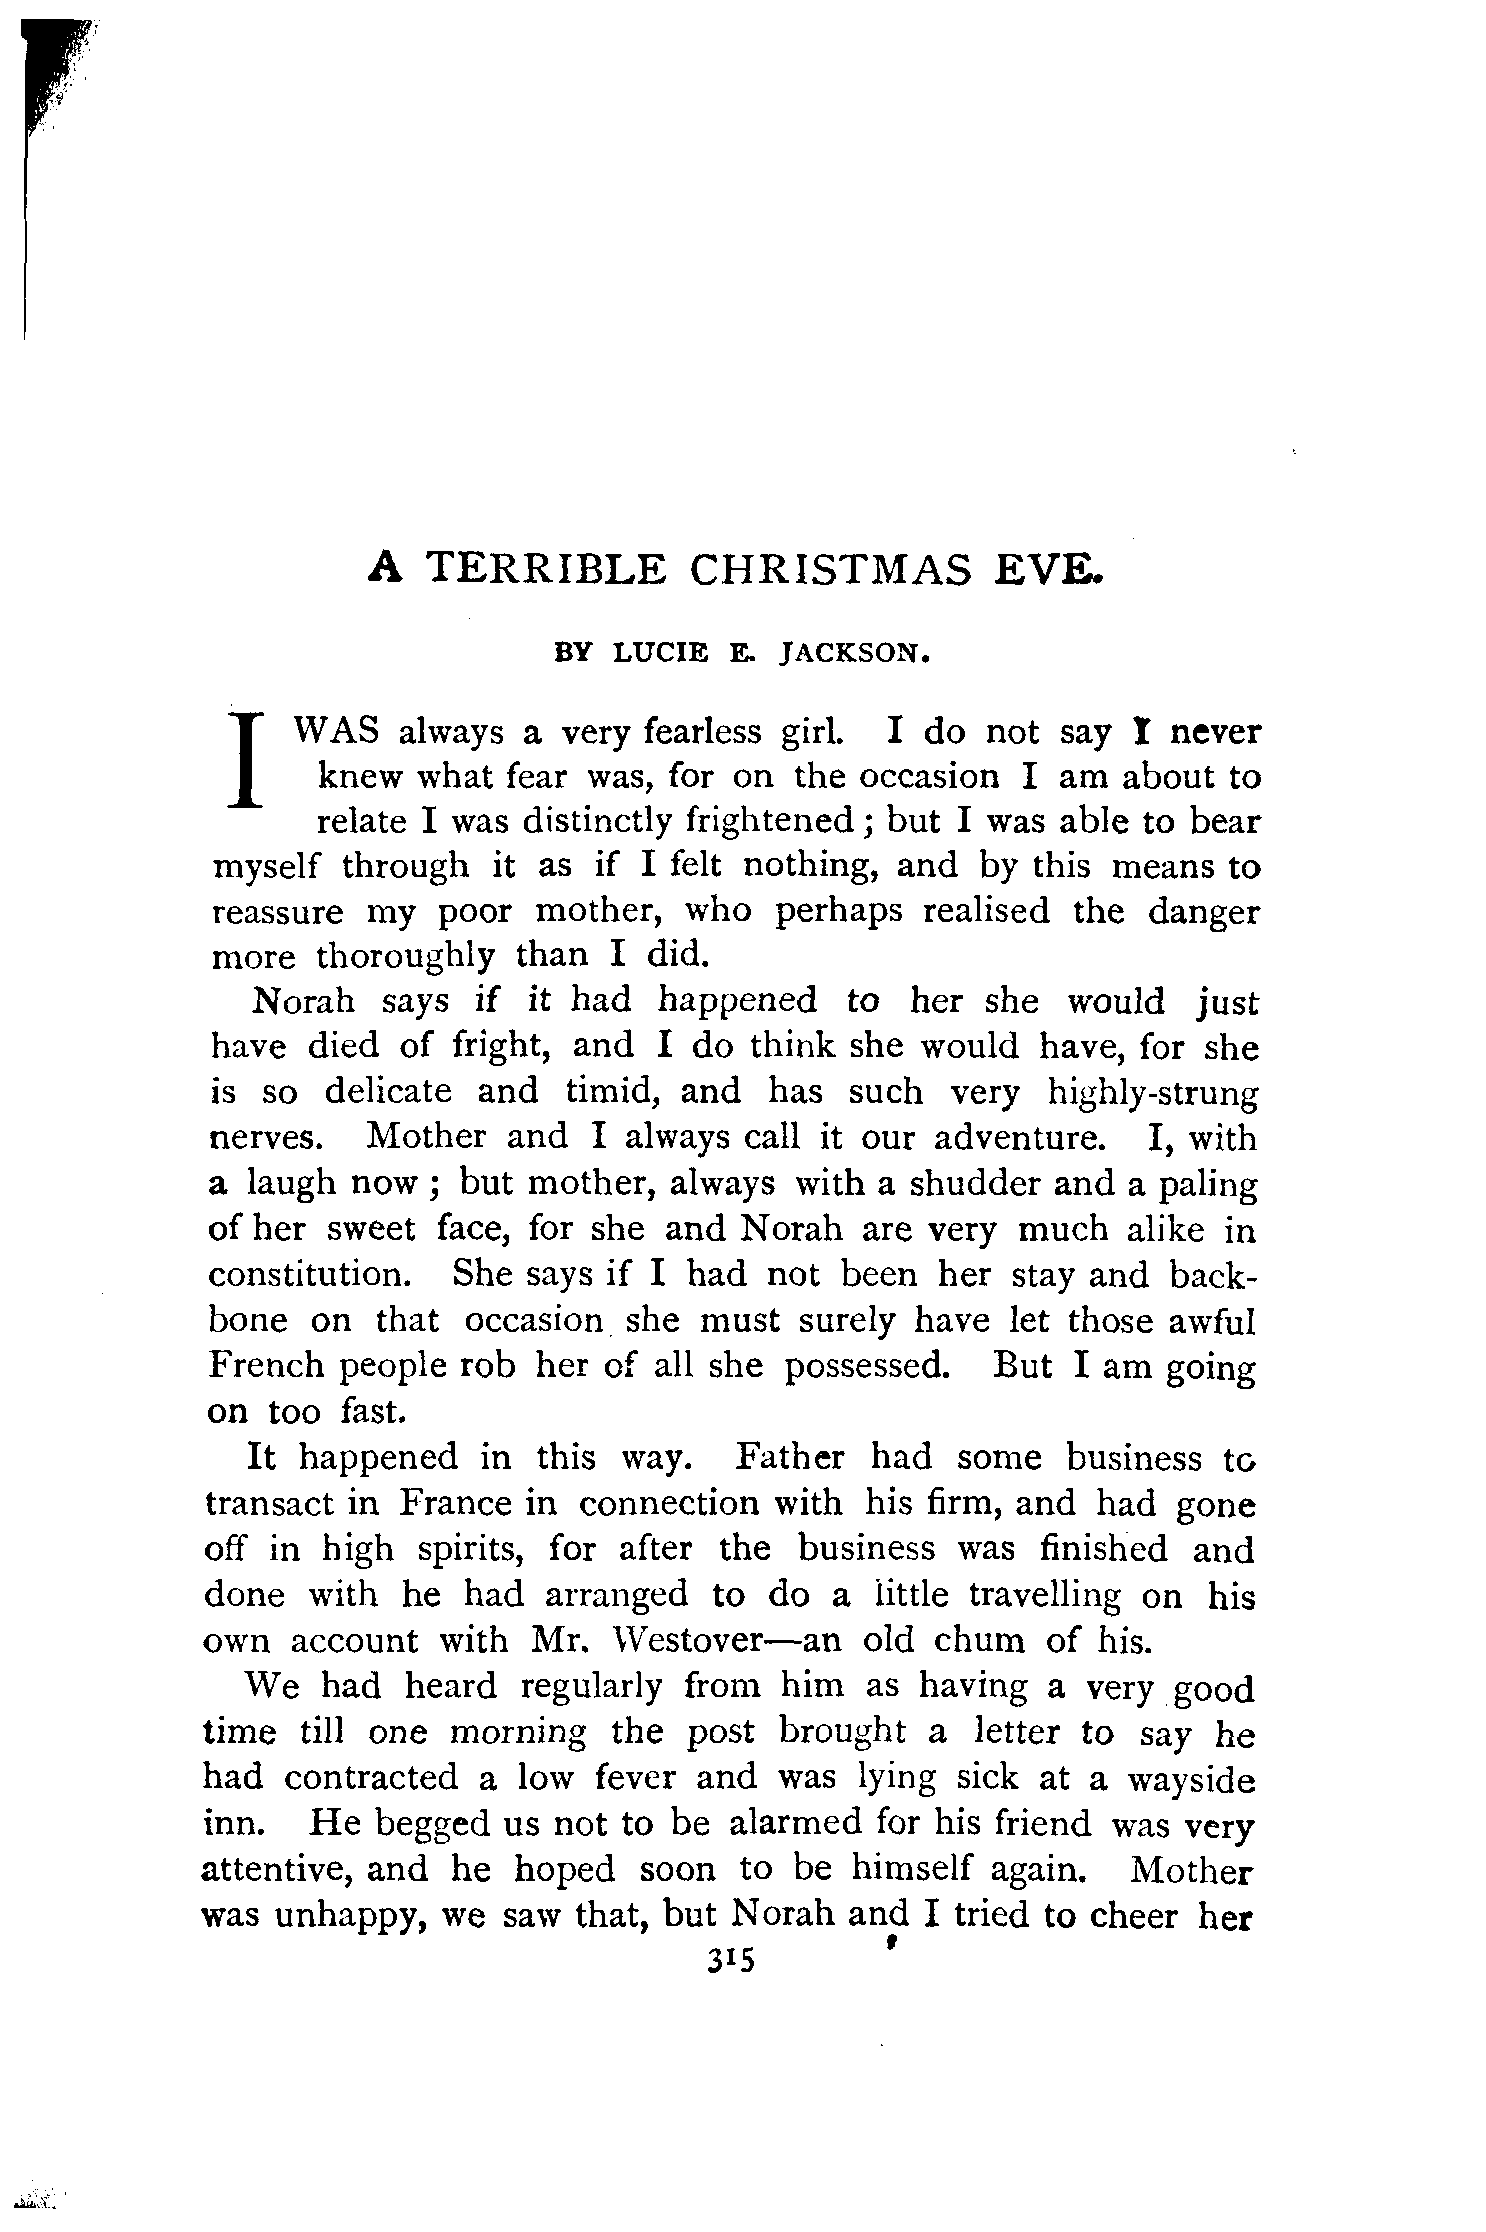 A TERRIBLE CHRISTMAS EVE.
BY LUCIE E. JACKSON.
I WAS always a very fearless girl. I do not say I never
knew what fear was, for on the occasion I am about to
relate I was distinctly frightened; but I was able to bear
myself through it as if I felt nothing, and by this means to
reassure my poor mother, who perhaps realised the danger
more thoroughly than I did.
Norah says if it had happened to her she would just
have died of fright, and I do think she would have, for she
is so delicate and timid, and has such very highly-strung
nerves. Mother and I always call it our adventure. I, with
a laugh now; but mother, always with a shudder and a paling
of her sweet face, for she and Norah are very much alike in
constitution. She says if I had not been her stay and back-
bone on that occasion she must surely have let those awful
French people rob her of all she possessed. But I am going
on too fast.
It happened in this way. Father had some business to
transact in France in connection with his firm, and had gone
off in high spirits, for after the business was finished and
done with he had arranged to do a little travelling on his
own account with Mr. Westover—an old chum of his.
We had heard regularly from him as having a very good
time till one morning the post brought a letter to say he
had contracted a low fever and was lying sick at a wayside
inn. He begged us not to be alarmed for his friend was very
attentive, and he hoped soon to be himself again. Mother
was unhappy, we saw that, but Norah and I tried to cheer her
315